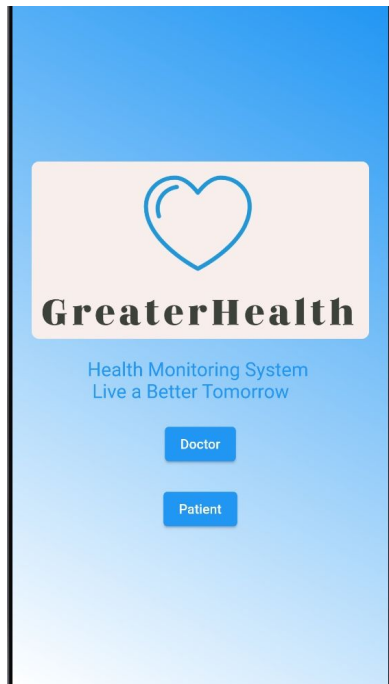 GreaterHealth
Health Monitoring System
Live a Better Tomorrow
Doctor
Patient